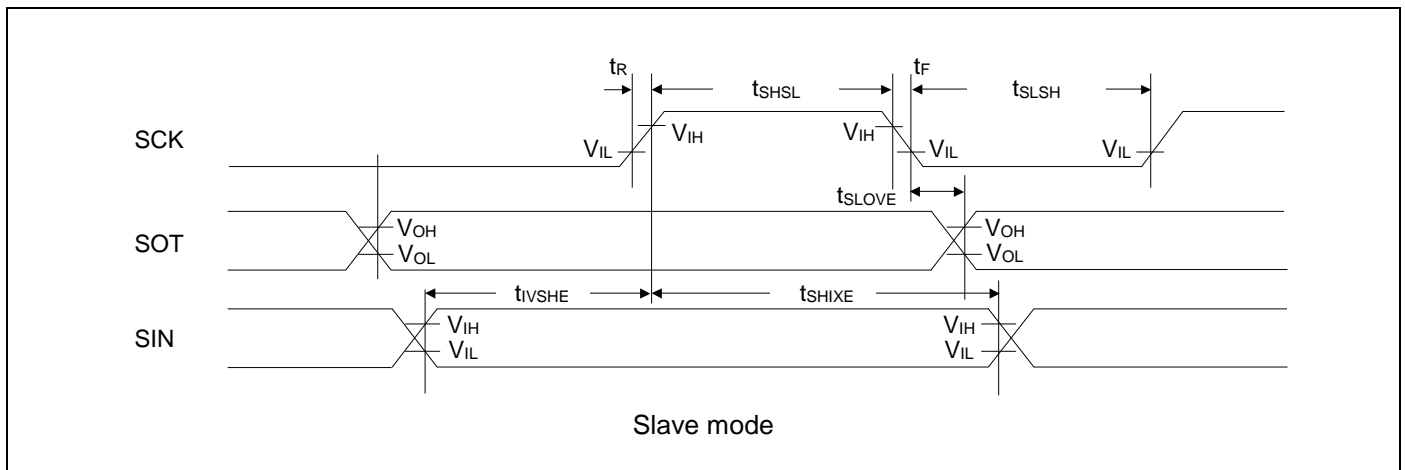 tR tF
tSHSL tSLSH
SCK VIH VIH
VIL VIL VIL
tSLOVE
SOT VOH VOH
VOL VOL
tIVSHE tSHIXE
SIN VIH VIH
VIL VIL
Slave mode